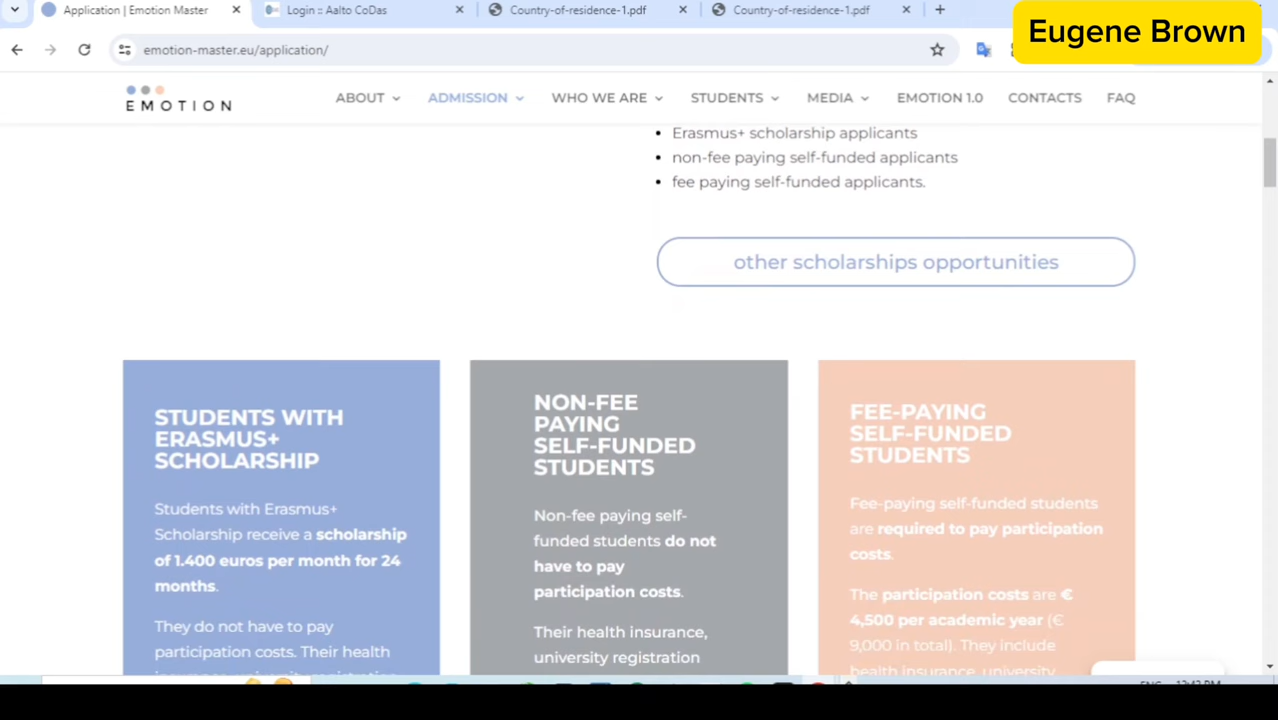 Application | Emotion Master
Login :: Aalto CoDas
Country-of-residence-1.pdf
Country-of-residence-1.pdf
Eugene Brown
emotion-master.eu/application/
EMOTION
ABOUT
ADMISSION
WHO WE ARE
STUDENTS
MEDIA
EMOTION 1.0
CONTACTS
FAQ
• Erasmus+ scholarship applicants
• non-fee paying self-funded applicants
• fee paying self-funded applicants.
other scholarships opportunities
STUDENTS WITH
ERASMUS+
SCHOLARSHIP
Students with Erasmus+
Scholarship receive a scholarship
of 1.400 euros per month for 24
months.
They do not have to pay
participation costs. Their health
NON-FEE
PAYING
SELF-FUNDED
STUDENTS
Non-fee paying self-
funded students do not
have to pay
participation costs.
Their health insurance,
university registration
FEE-PAYING
SELF-FUNDED
STUDENTS
Fee-paying self-funded students
are required to pay participation
costs.
The participation costs are €
4,500 per academic year (€
9,000 in total). They include
health insurance, university